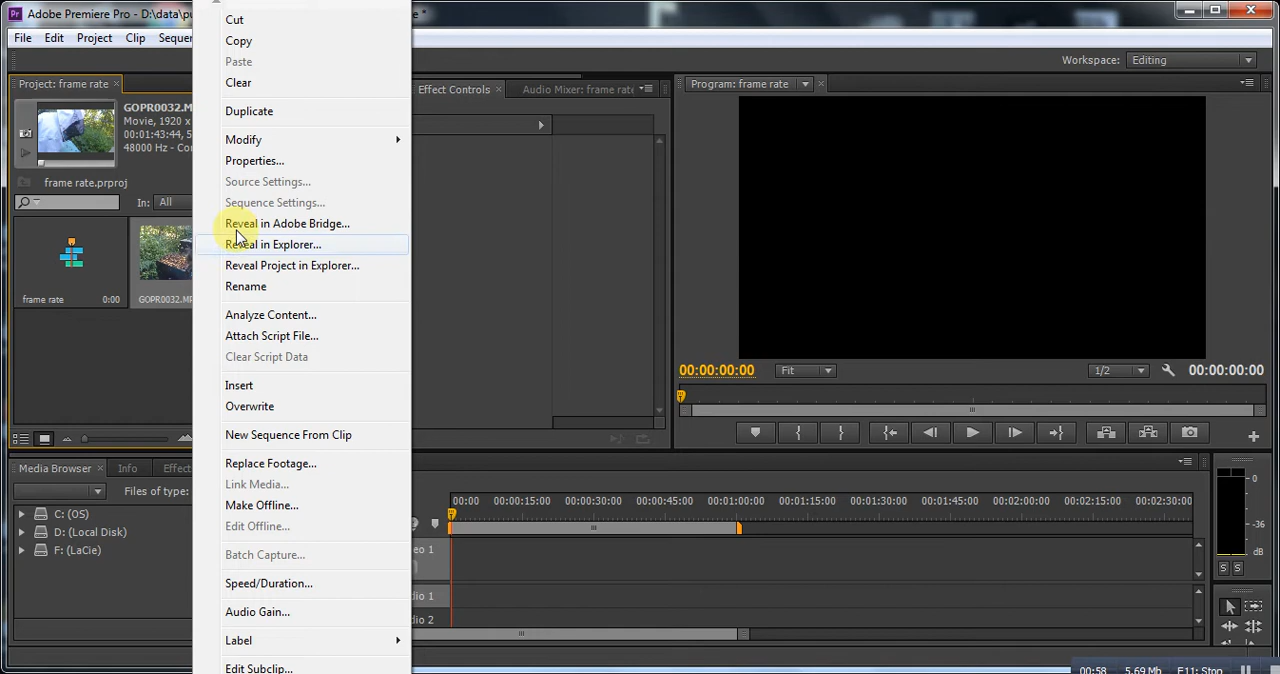 Adobe Premiere Pro - D:\data\pu
File Edit Project Clip Sequen
Workspace: Editing
Project: frame rate
GOPR0032.M
Movie, 1920 x
00:01:43:44,
48000 Hz - Co
frame rate.prproj
In: All
frame rate 0:00
GOPR0032.MP
Cut
Copy
Paste
Clear
Duplicate
Modify
Properties...
Source Settings...
Sequence Settings...
Reveal in Adobe Bridge...
Reveal in Explorer...
Reveal Project in Explorer...
Rename
Analyze Content...
Attach Script File...
Clear Script Data
Insert
Overwrite
New Sequence From Clip
Replace Footage...
Link Media...
Make Offline...
Edit Offline...
Batch Capture...
Speed/Duration...
Audio Gain...
Label
Edit Subclip...
Effect Controls
Audio Mixer: frame rat
Program: frame rate
00:00:00:00 Fit 1/2 00:00:00:00
Media Browser Info Effect
Files of type:
C: (OS)
D: (Local Disk)
F: (LaCie)
00:00 00:00:15:00 00:00:30:00 00:00:45:00 00:01:00:00 00:01:15:00 00:01:30:00 00:01:45:00 00:02:00:00 00:02:15:00 00:02:30:00
eo 1
dio 1
dio 2
0
-18
-36
dB
S S
00:58 5.69 Mb F11: Stop